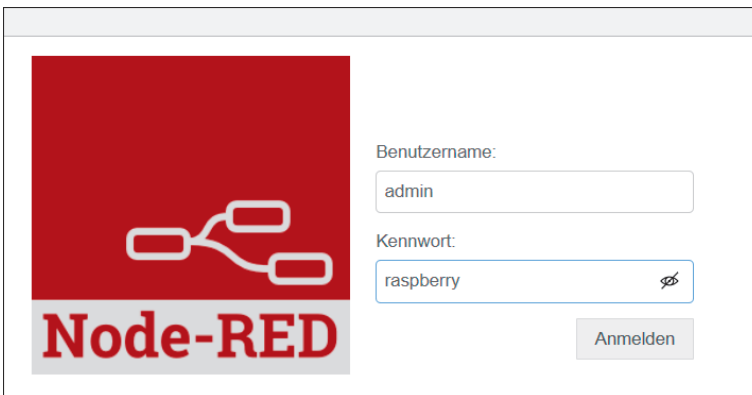 Benutzername:
admin
Kennwort:
raspberry
Anmelden
Node-RED